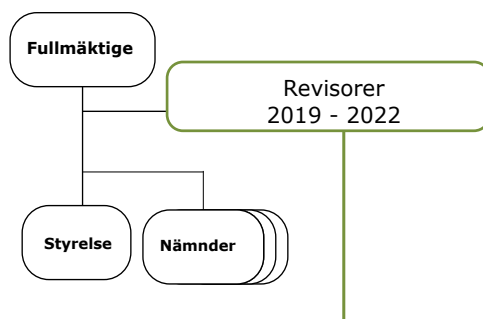 Fullmäktige
Revisorer
2019 - 2022
Styrelse
Nämnder